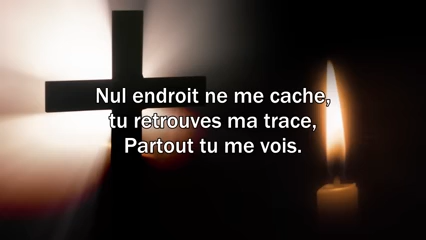 Nul endroit ne me cache,
tu retrouves ma trace,
Partout tu me vois.